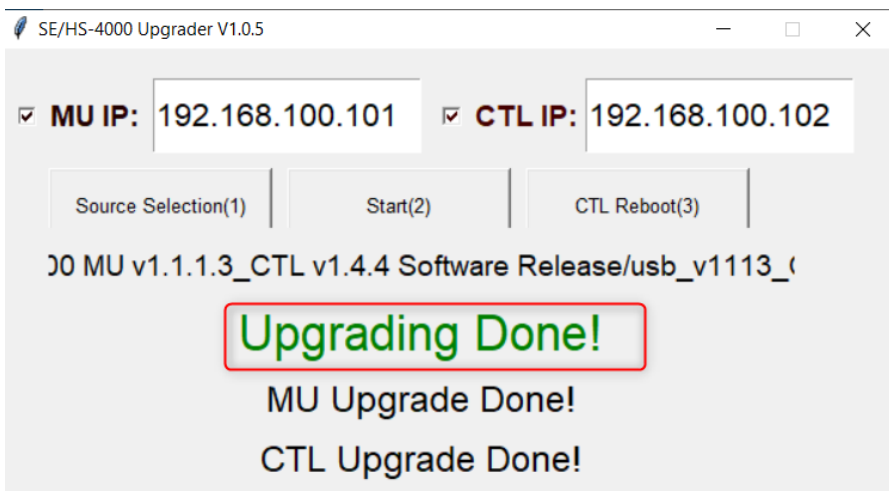 SE/HS-4000 Upgrader V1.0.5
MU IP: 192.168.100.101 CTL IP: 192.168.100.102
Source Selection(1) Start(2) CTL Reboot(3)
00 MU v1.1.1.3_CTL v1.4.4 Software Release/usb_v1113_
Upgrading Done!
MU Upgrade Done!
CTL Upgrade Done!